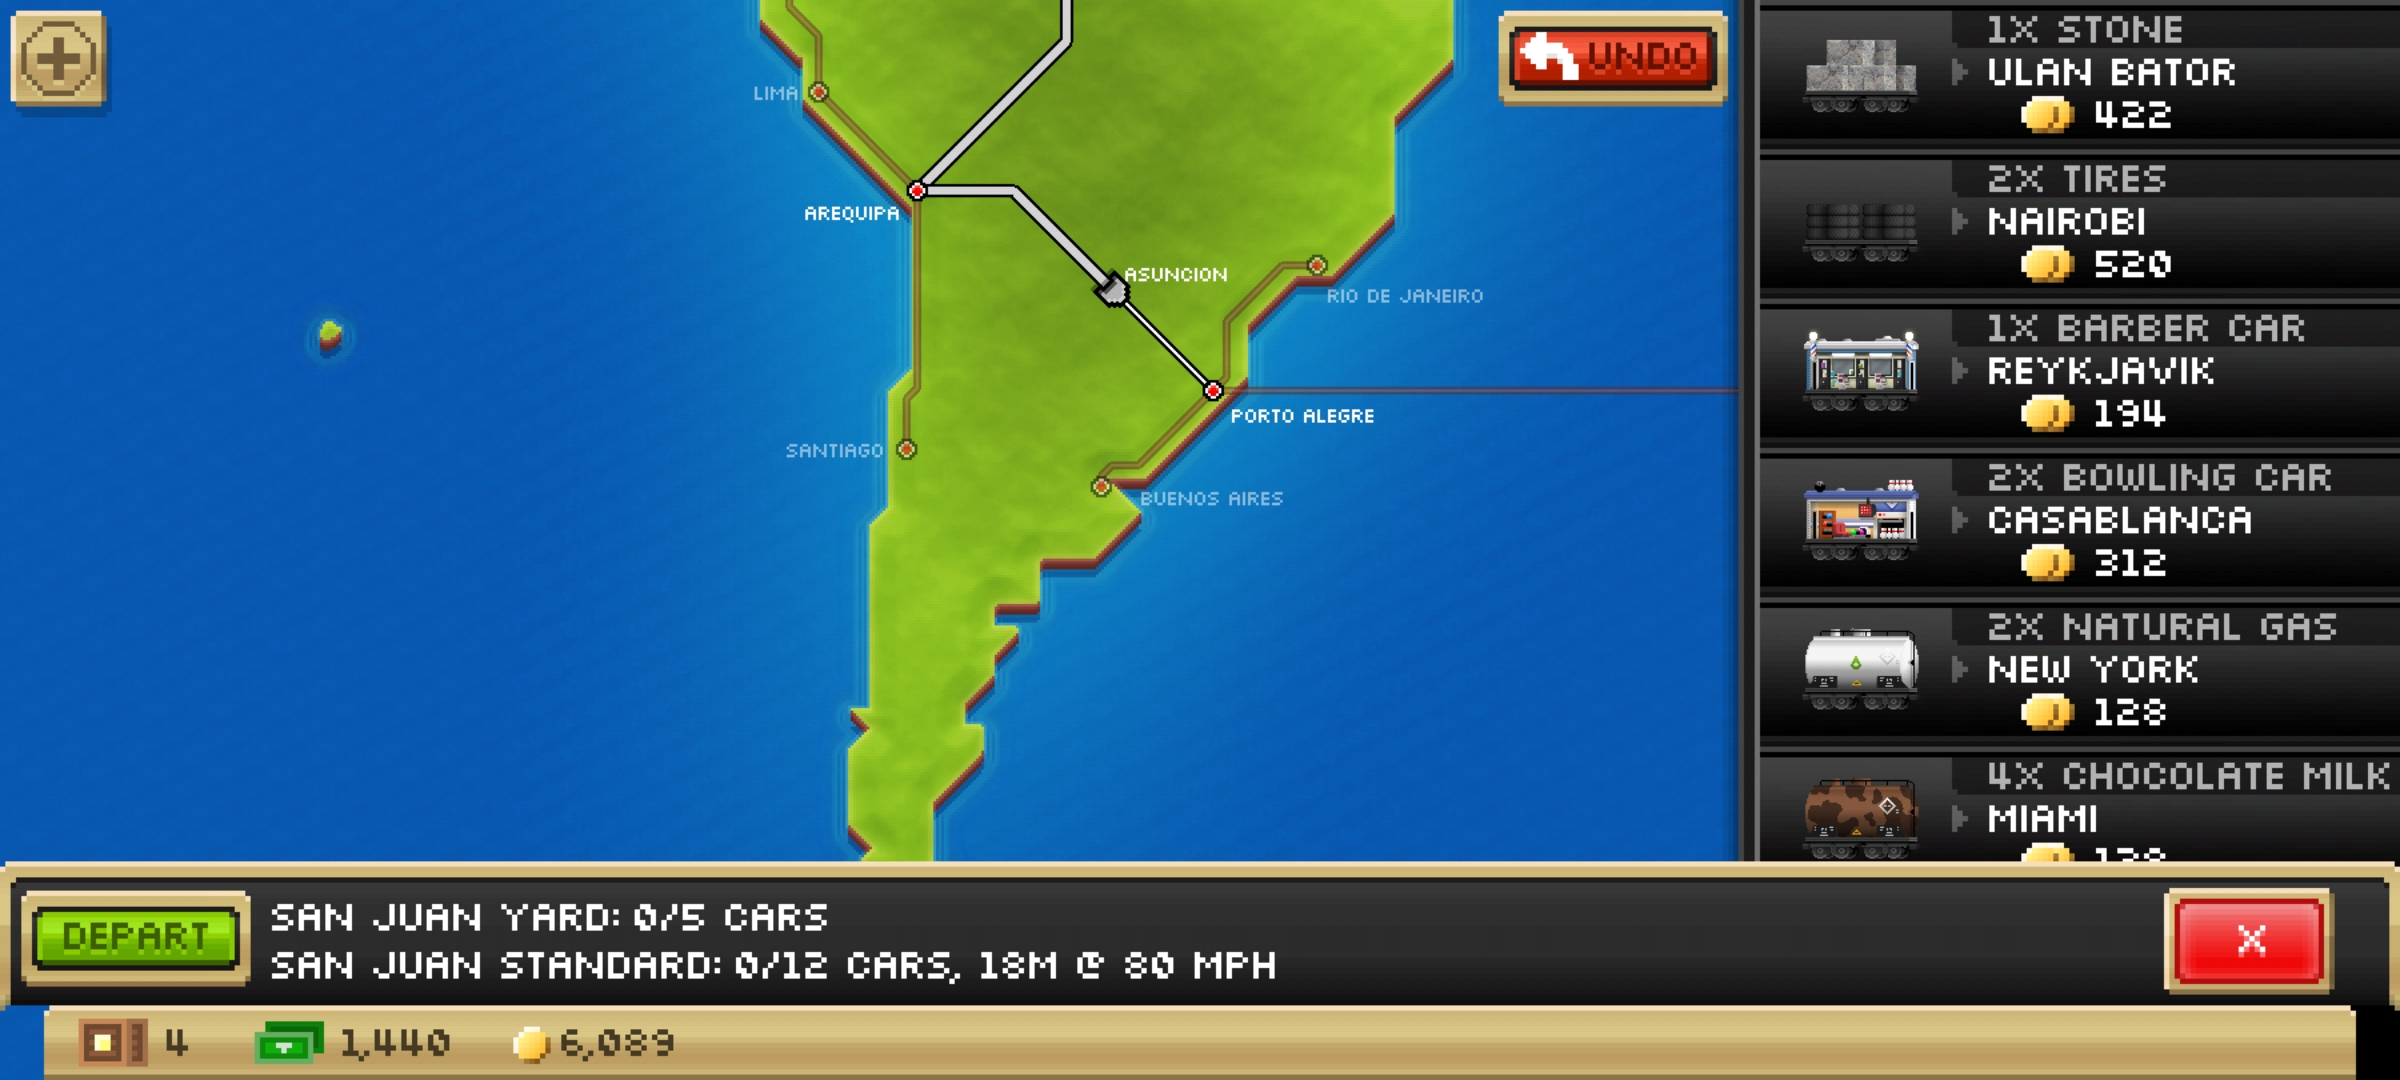 UNDO
LIMA
AREQUIPA
ASUNCION
RIO DE JANEIRO
PORTO ALEGRE
SANTIAGO
BUENOS AIRES
1X STONE
ULAN BATOR
422
2X TIRES
NAIROBI
520
1X BARBER CAR
REYKJAVIK
194
2X BOWLING CAR
CASABLANCA
312
2X NATURAL GAS
NEW YORK
128
4X CHOCOLATE MILK
MIAMI
DEPART
SAN JUAN YARD: 0/5 CARS
SAN JUAN STANDARD: 0/12 CARS, 18M @ 80 MPH
X
4
1,440
6,089